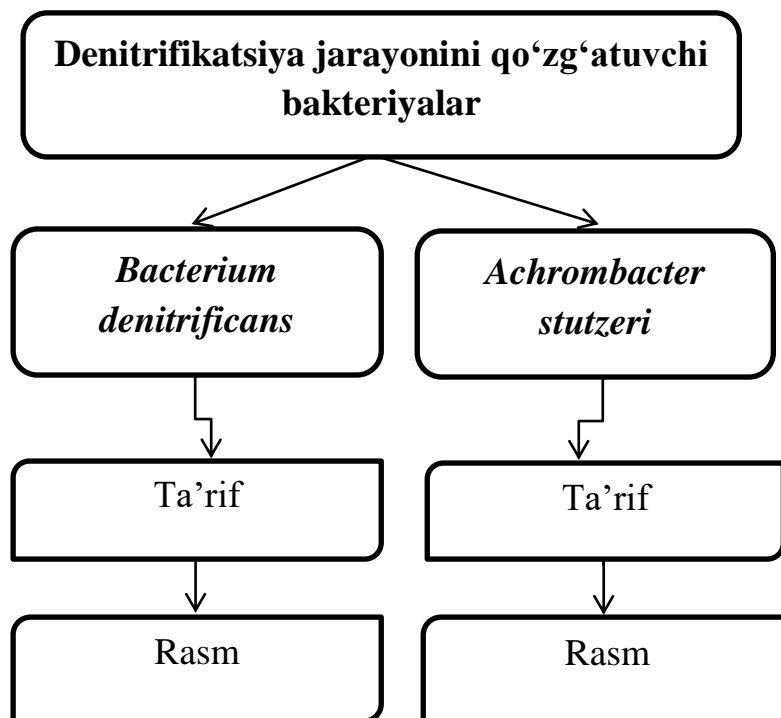 Denitrifikatsiya jarayonini qo‘zg‘atuvchi
bakteriyalar
Bacterium
denitrificans
Achrombacter
stutzeri
Ta’rif
Ta’rif
Rasm
Rasm